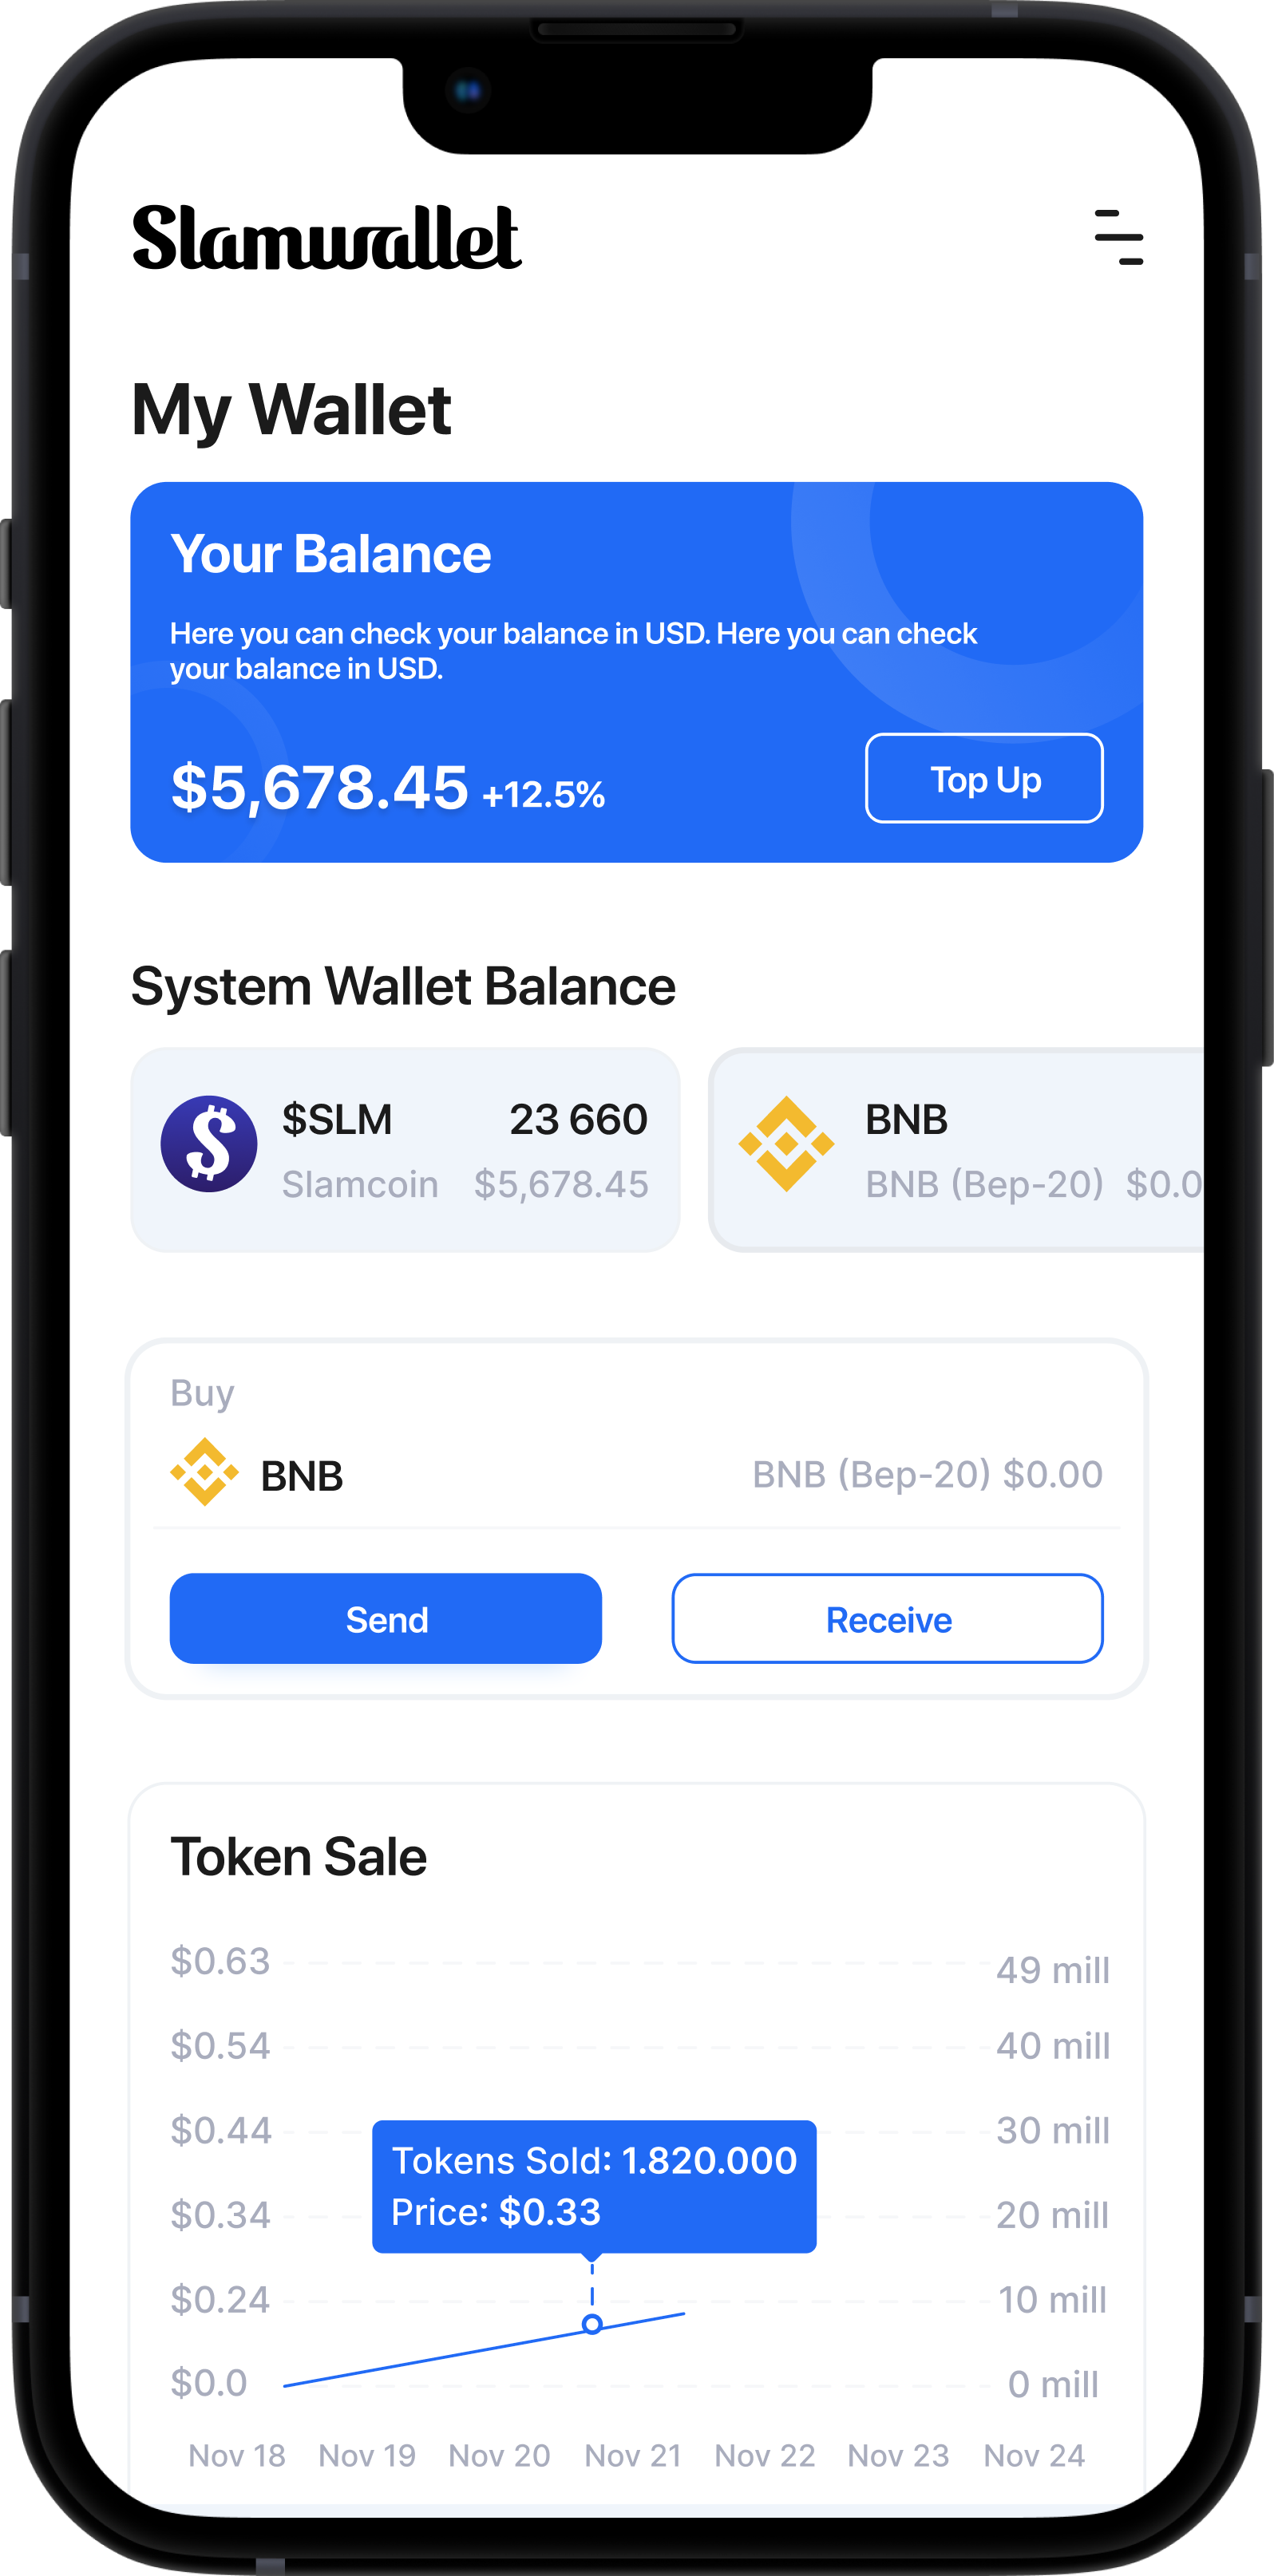 Slamwallet
My Wallet
Your Balance
Here you can check your balance in USD. Here you can check
your balance in USD.
$5,678.45 +12.5%
Top Up
System Wallet Balance
$SLM 23 660
Slamcoin $5,678.45
BNB
BNB (Bep-20) $0.0
Buy
BNB BNB (Bep-20) $0.00
Send Receive
Token Sale
$0.63 49 mill
$0.54 40 mill
$0.44 30 mill
Tokens Sold: 1.820.000
Price: $0.33
$0.34 20 mill
$0.24 10 mill
$0.0 0 mill
Nov 18 Nov 19 Nov 20 Nov 21 Nov 22 Nov 23 Nov 24